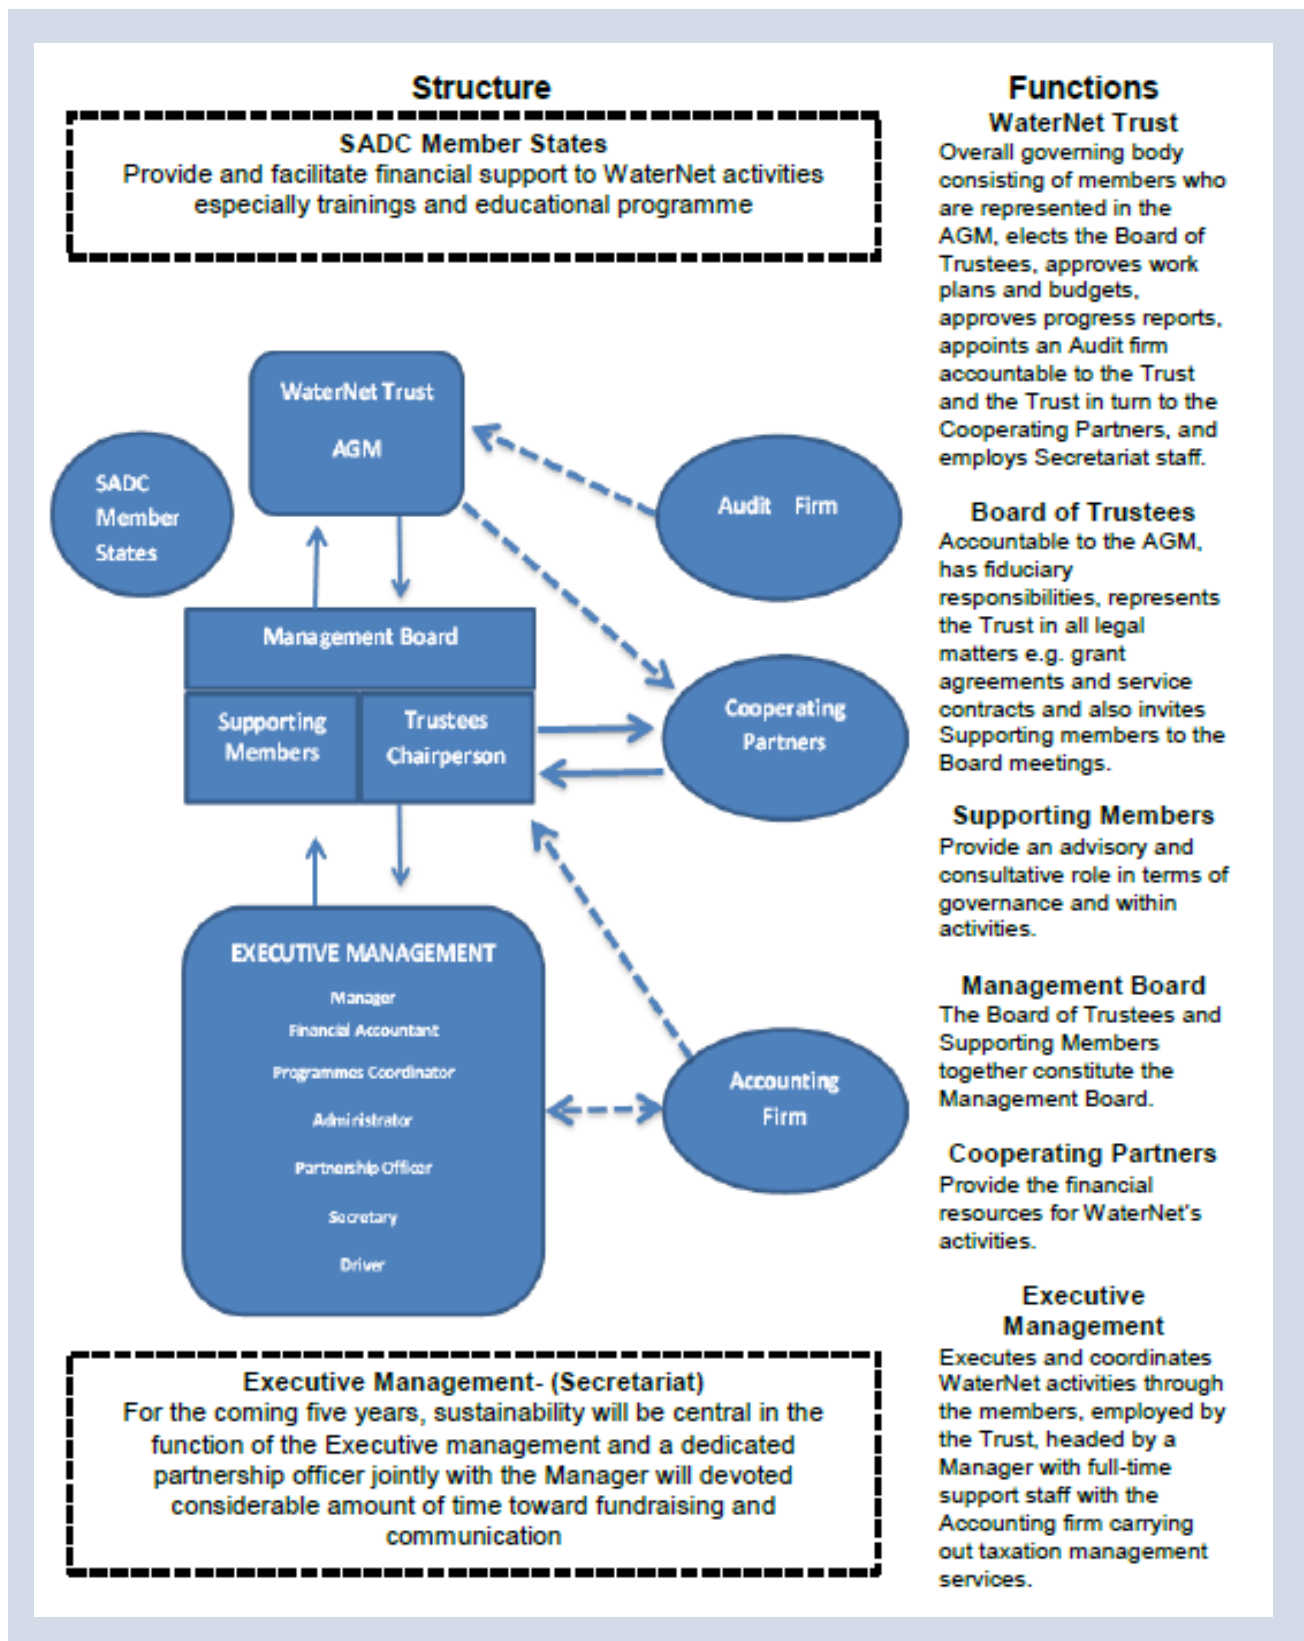 Structure
SADC Member States
Provide and facilitate financial support to WaterNet activities
especially trainings and educational programme
WaterNet Trust
AGM
SADC
Member
States
Audit Firm
Management Board
Supporting
Members
Trustees
Chairperson
Cooperating
Partners
EXECUTIVE MANAGEMENT
Manager
Financial Accountant
Programmes Coordinator
Administrator
Partnership Officer
Secretary
Driver
Accounting
Firm
Executive Management- (Secretariat)
For the coming five years, sustainability will be central in the
function of the Executive management and a dedicated
partnership officer jointly with the Manager will devoted
considerable amount of time toward fundraising and
communication
Functions
WaterNet Trust
Overall governing body
consisting of members who
are represented in the
AGM, elects the Board of
Trustees, approves work
plans and budgets,
approves progress reports,
appoints an Audit firm
accountable to the Trust
and the Trust in turn to the
Cooperating Partners, and
employs Secretariat staff.
Board of Trustees
Accountable to the AGM,
has fiduciary
responsibilities, represents
the Trust in all legal
matters e.g. grant
agreements and service
contracts and also invites
Supporting members to the
Board meetings.
Supporting Members
Provide an advisory and
consultative role in terms of
governance and within
activities.
Management Board
The Board of Trustees and
Supporting Members
together constitute the
Management Board.
Cooperating Partners
Provide the financial
resources for WaterNet's
activities.
Executive
Management
Executes and coordinates
WaterNet activities through
the members, employed by
the Trust, headed by a
Manager with full-time
support staff with the
Accounting firm carrying
out taxation management
services.